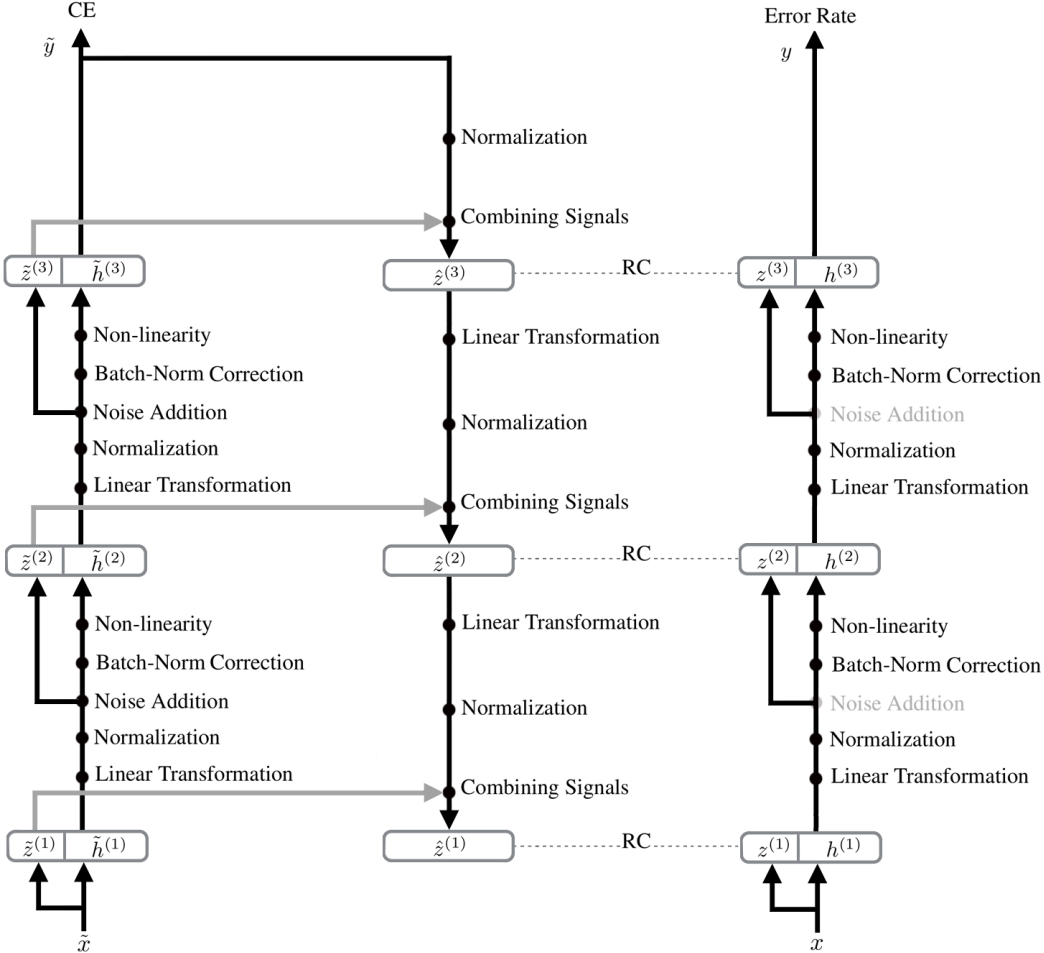 CE
Error Rate
ỹ
y
Normalization
Combining Signals
z̃⁽³⁾ h̃⁽³⁾
ẑ⁽³⁾
RC
z⁽³⁾ h⁽³⁾
Non-linearity
Linear Transformation
Non-linearity
Batch-Norm Correction
Batch-Norm Correction
Noise Addition
Normalization
Noise Addition
Normalization
Normalization
Linear Transformation
Combining Signals
Linear Transformation
z̃⁽²⁾ h̃⁽²⁾
ẑ⁽²⁾
RC
z⁽²⁾ h⁽²⁾
Non-linearity
Linear Transformation
Non-linearity
Batch-Norm Correction
Batch-Norm Correction
Noise Addition
Normalization
Noise Addition
Normalization
Normalization
Linear Transformation
Combining Signals
Linear Transformation
z̃⁽¹⁾ h̃⁽¹⁾
ẑ⁽¹⁾
RC
z⁽¹⁾ h⁽¹⁾
x̃
x